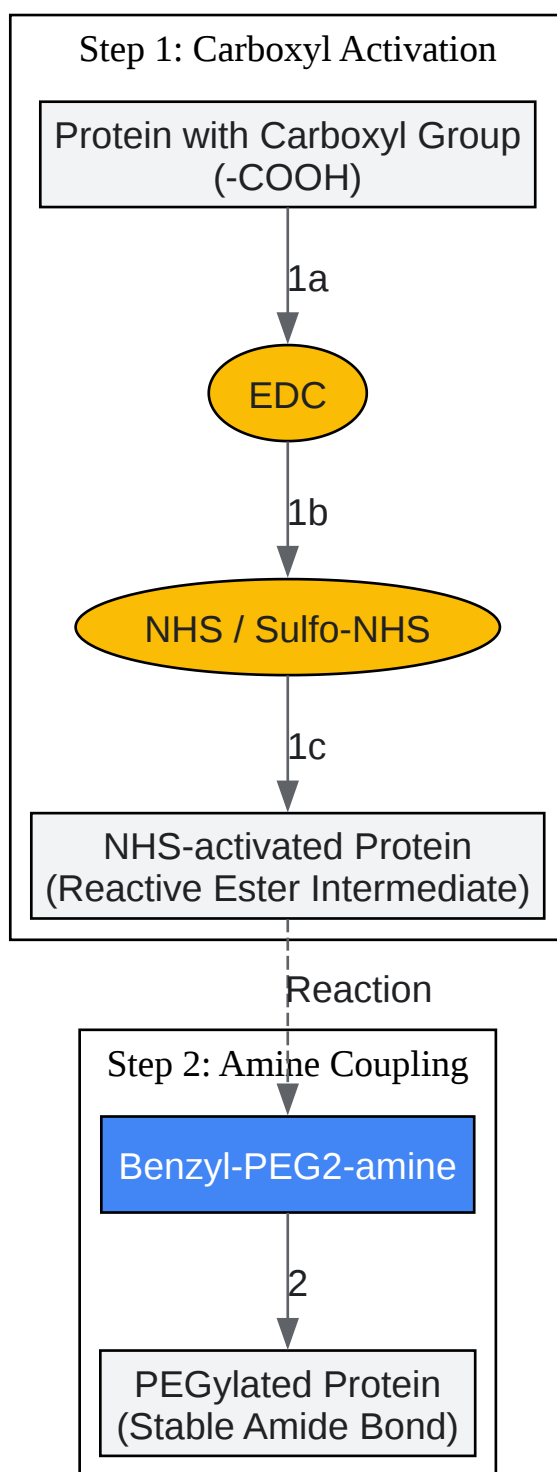 Step 1: Carboxyl Activation
Protein with Carboxyl Group
(-COOH)
1a
EDC
1b
NHS / Sulfo-NHS
1c
NHS-activated Protein
(Reactive Ester Intermediate)
Reaction
Step 2: Amine Coupling
Benzyl-PEG2-amine
2
PEGylated Protein
(Stable Amide Bond)